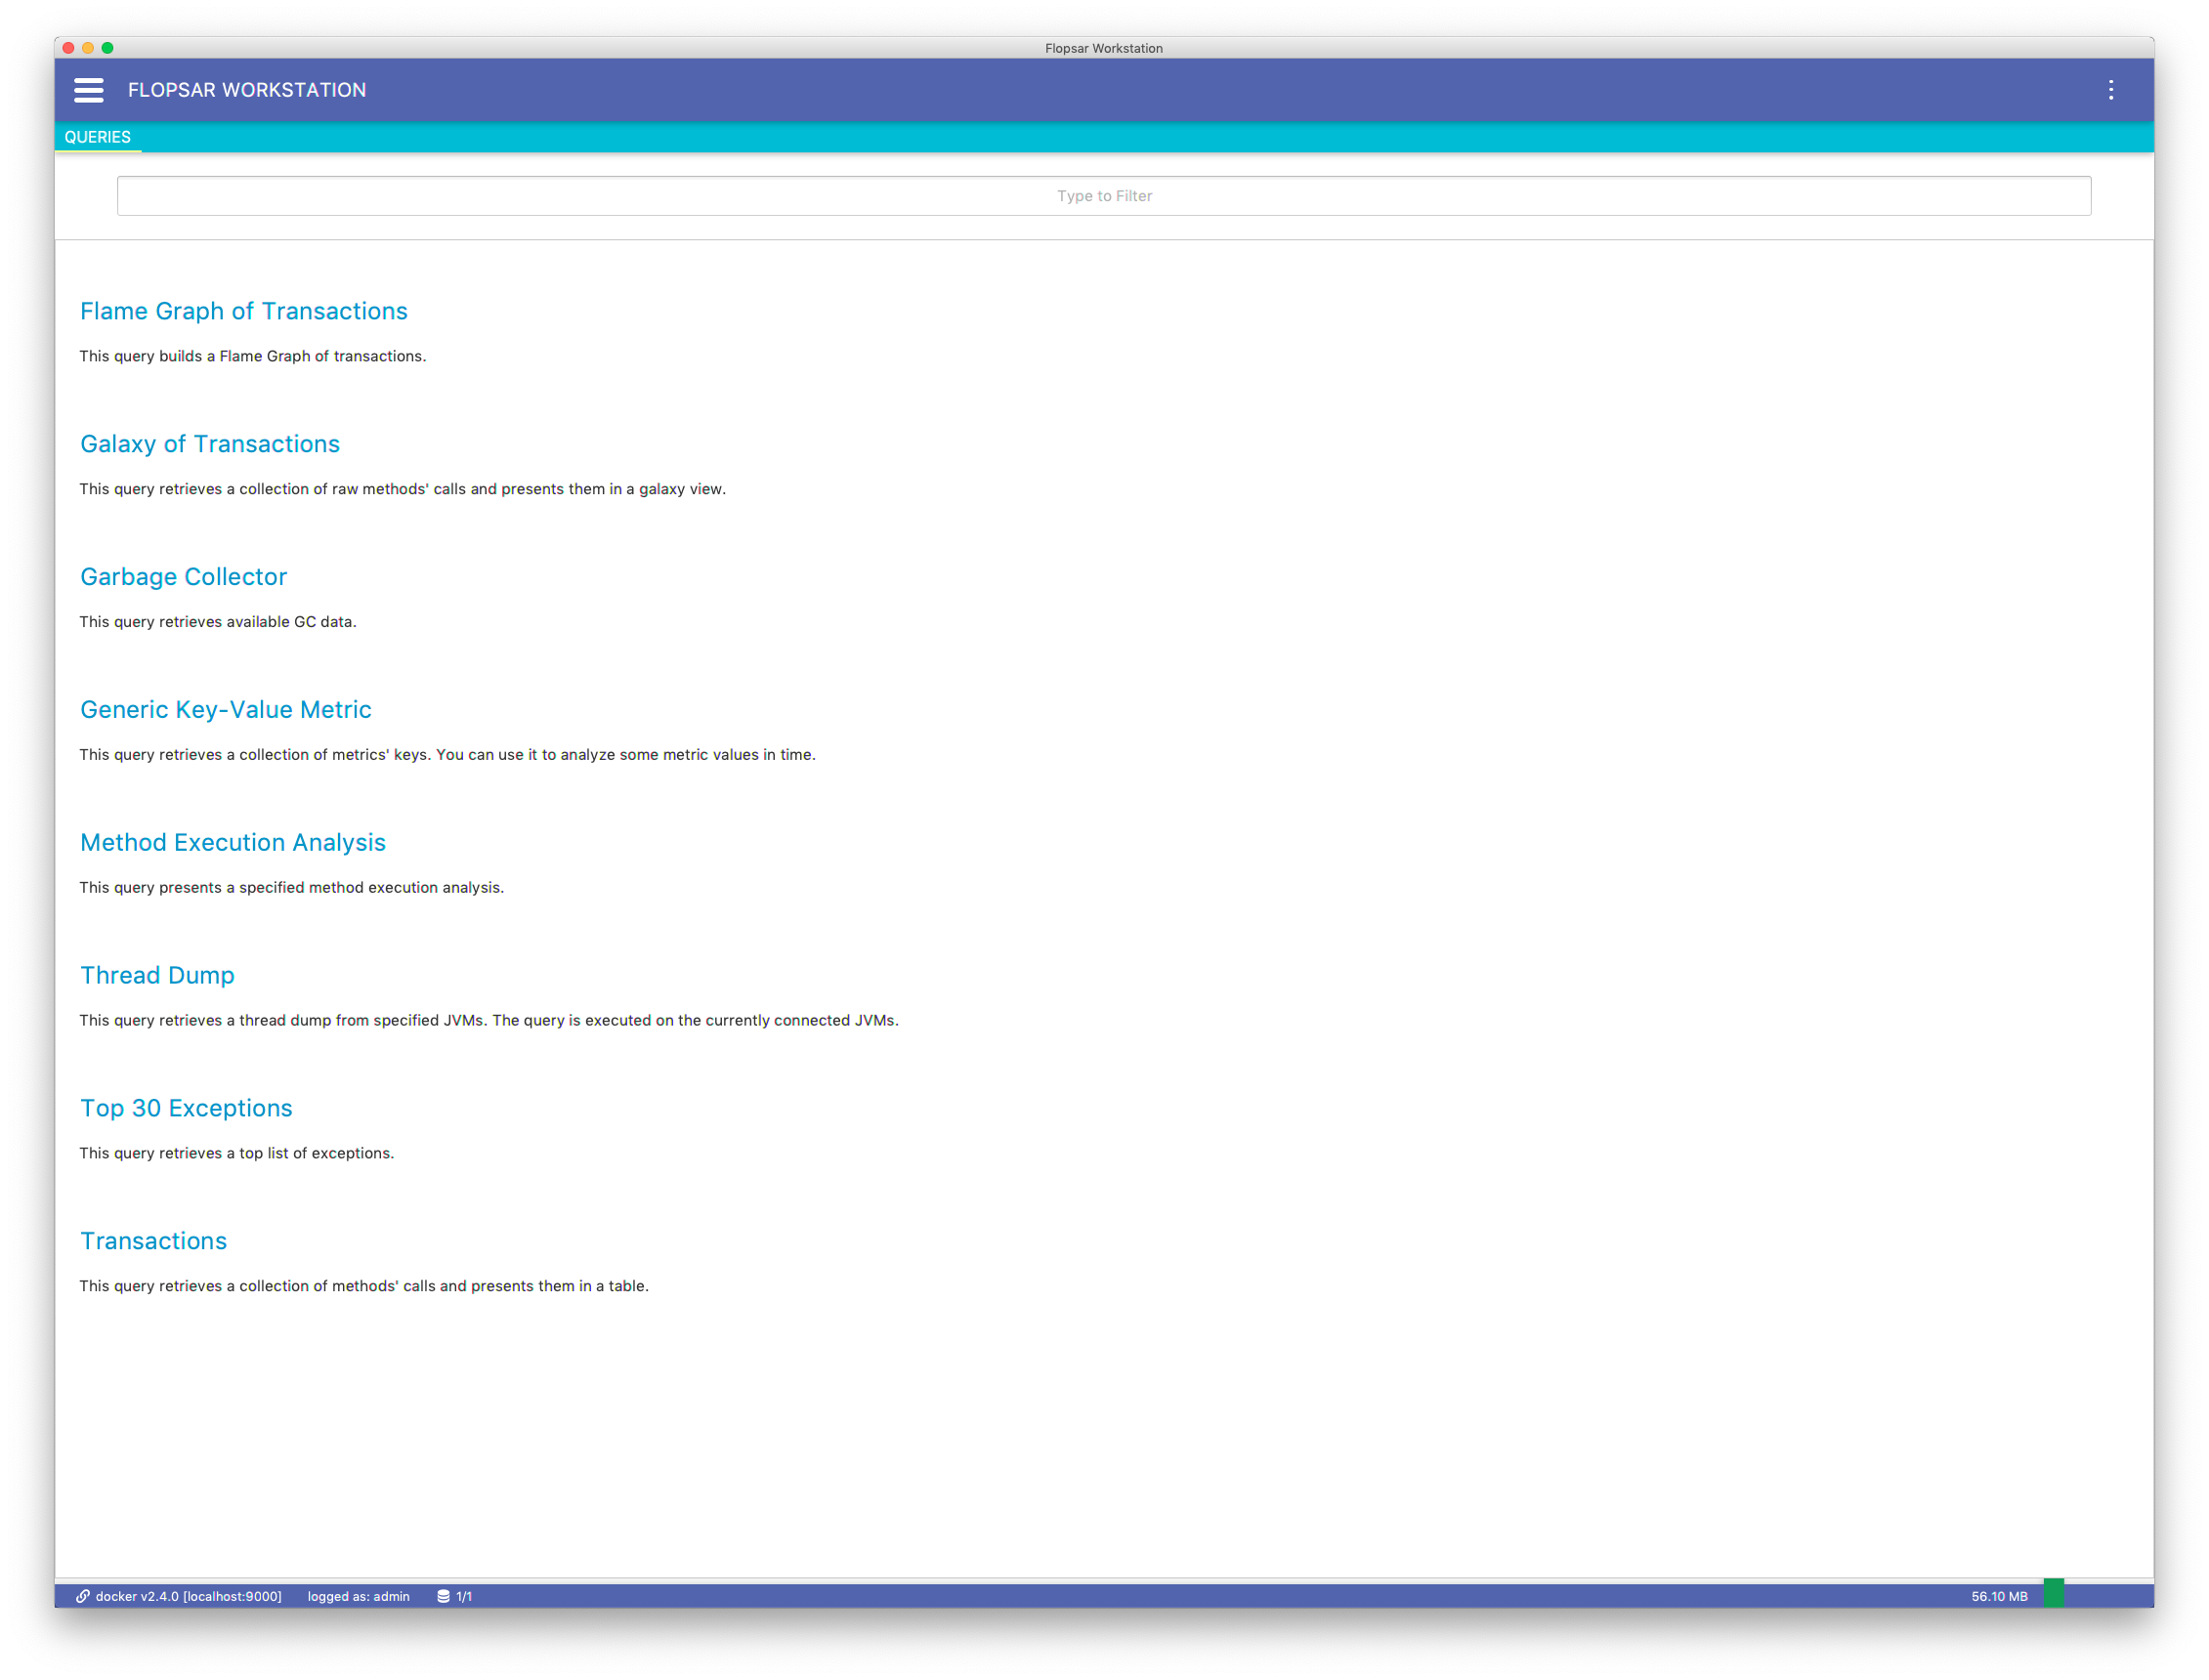 Flopsar Workstation
FLOPSAR WORKSTATION
QUERIES
Type to Filter
Flame Graph of Transactions
This query builds a Flame Graph of transactions.
Galaxy of Transactions
This query retrieves a collection of raw methods' calls and presents them in a galaxy view.
Garbage Collector
This query retrieves available GC data.
Generic Key-Value Metric
This query retrieves a collection of metrics' keys. You can use it to analyze some metric values in time.
Method Execution Analysis
This query presents a specified method execution analysis.
Thread Dump
This query retrieves a thread dump from specified JVMs. The query is executed on the currently connected JVMs.
Top 30 Exceptions
This query retrieves a top list of exceptions.
Transactions
This query retrieves a collection of methods' calls and presents them in a table.
docker v2.4.0 [localhost:9000] logged as: admin 1/1 56.10 MB